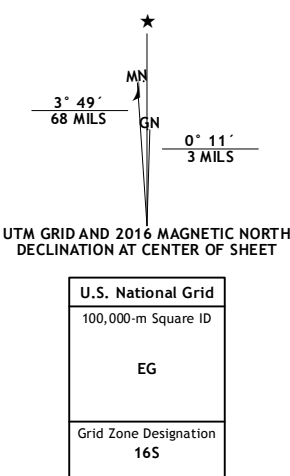 ★
MN
3° 49´
68 MILS
GN
0° 11´
3 MILS
UTM GRID AND 2016 MAGNETIC NORTH
DECLINATION AT CENTER OF SHEET
U.S. National Grid
100,000-m Square ID
EG
Grid Zone Designation
16S